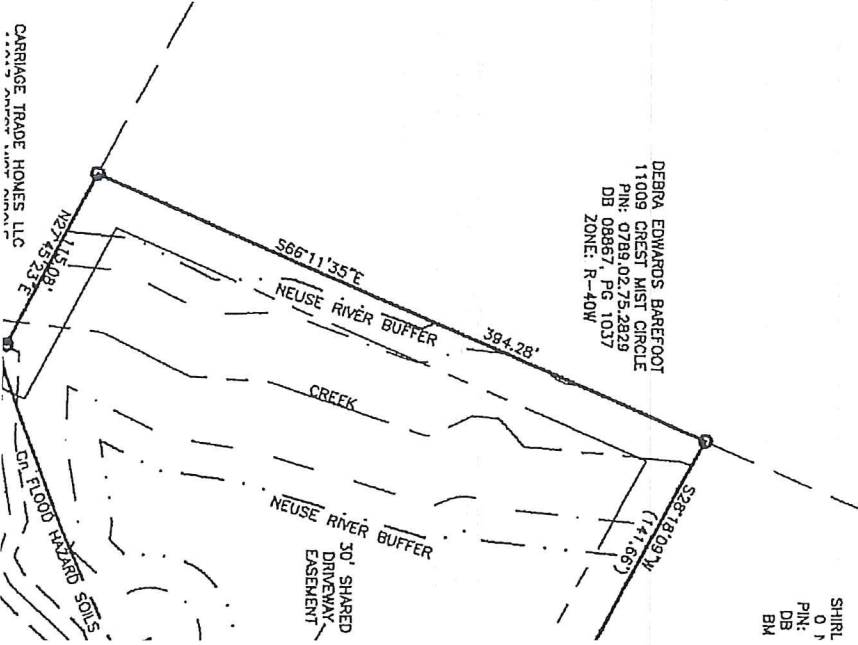 CARRIAGE TRADE HOMES LLC
DEBRA EDWARDS BAREFOOT
11009 CREST MIST CIRCLE
PIN: 0789.02.75.2829
DB 08867, PG 1037
ZONE: R-40W
S66°11'35"E
394.28'
115.08'
N27°45'23"E
NEUSE RIVER BUFFER
CREEK
NEUSE RIVER BUFFER
S28°18'09"W
(141.66')
30' SHARED
DRIVEWAY
EASEMENT
Cn FLOOD HAZARD SOILS
SHIRL
0
PIN:
DB
BM